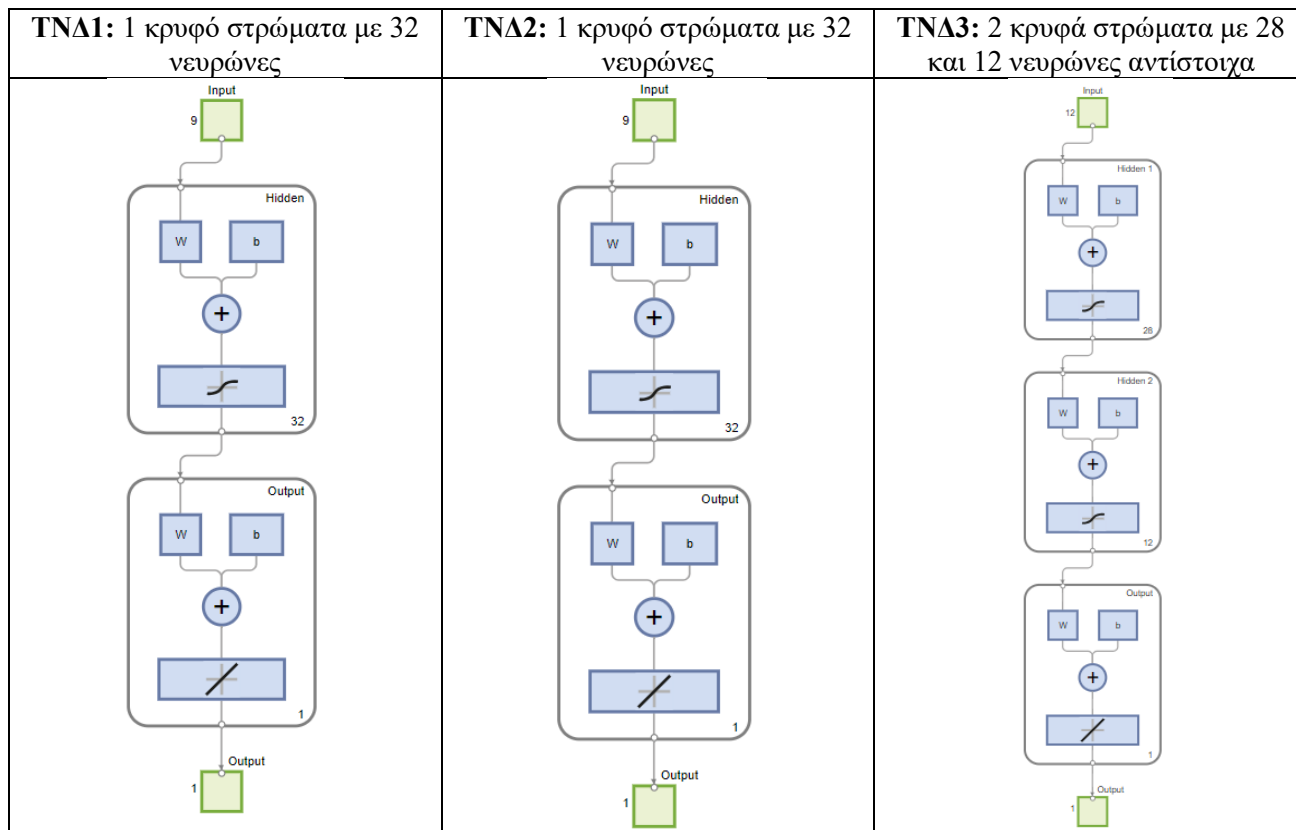 ΤΝΔ1: 1 κρυφό στρώματα με 32
νευρώνες
Input
9
Hidden
W
b
+
32
Output
W
b
+
1
Output
1
ΤΝΔ2: 1 κρυφό στρώματα με 32
νευρώνες
Input
9
Hidden
W
b
+
32
Output
W
b
+
1
Output
1
ΤΝΔ3: 2 κρυφά στρώματα με 28
και 12 νευρώνες αντίστοιχα
Input
12
Hidden 1
W
b
+
28
Hidden 2
W
b
+
12
Output
W
b
+
1
Output
1